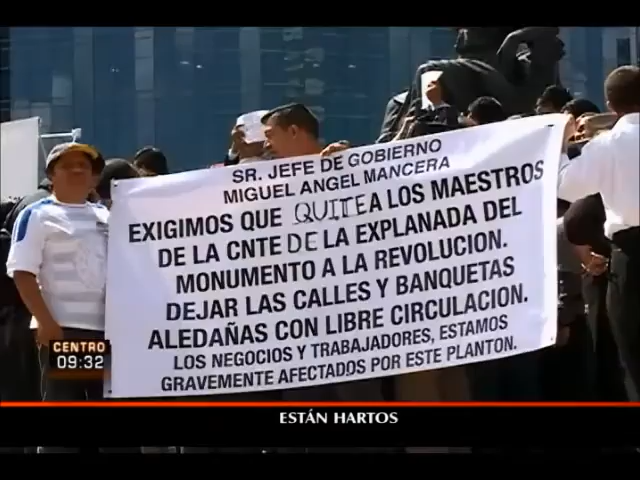 SR. JEFE DE GOBIERNO
MIGUEL ANGEL MANCERA
EXIGIMOS QUE QUITE A LOS MAESTROS
DE LA CNTE DE LA EXPLANADA DEL
MONUMENTO A LA REVOLUCION.
DEJAR LAS CALLES Y BANQUETAS
ALEDAÑAS CON LIBRE CIRCULACION.
LOS NEGOCIOS Y TRABAJADORES, ESTAMOS
GRAVEMENTE AFECTADOS POR ESTE PLANTON.
CENTRO
09:32
ESTÁN HARTOS